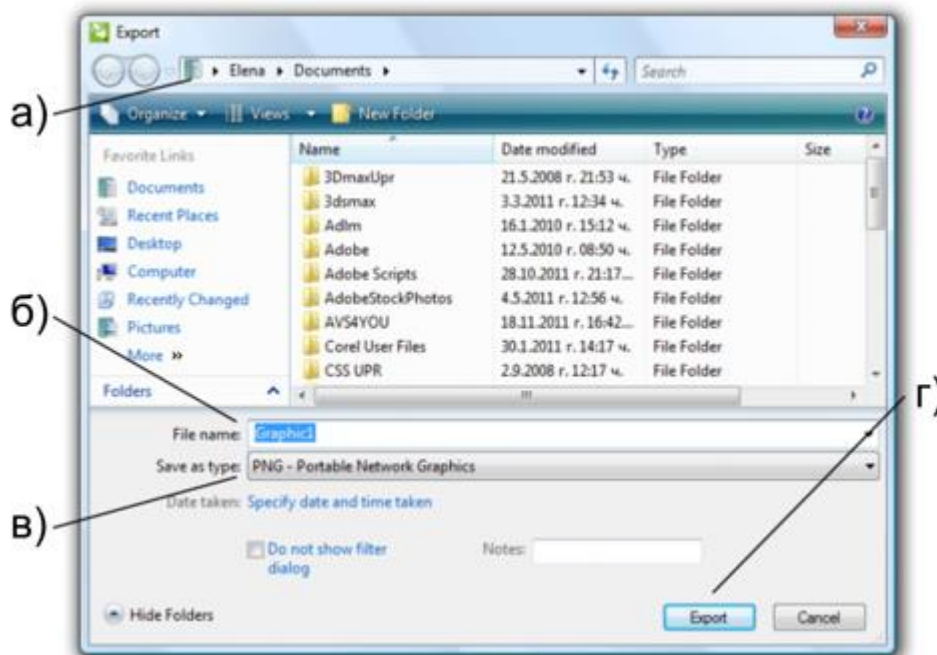 Export
Elena Documents Search
а)
Organize Views New Folder
Favorite Links
Documents
Recent Places
Desktop
Computer
Recently Changed
Pictures
More »
Folders
Name Date modified Type Size
3DmaxUpr 21.5.2008 г. 21:53 ч. File Folder
3dsmax 3.3.2011 г. 12:34 ч. File Folder
Adlm 16.1.2010 г. 15:12 ч. File Folder
Adobe 12.5.2010 г. 08:50 ч. File Folder
Adobe Scripts 28.10.2011 г. 21:17... File Folder
AdobeStockPhotos 4.5.2011 г. 12:56 ч. File Folder
AVS4YOU 18.11.2011 г. 16:42... File Folder
Corel User Files 30.1.2011 г. 14:17 ч. File Folder
CSS UPR 2.9.2008 г. 12:17 ч. File Folder
б)
г)
File name: Graphic1
Save as type: PNG - Portable Network Graphics
Date taken: Specify date and time taken
в)
Do not show filter dialog
Notes:
Hide Folders
Export Cancel